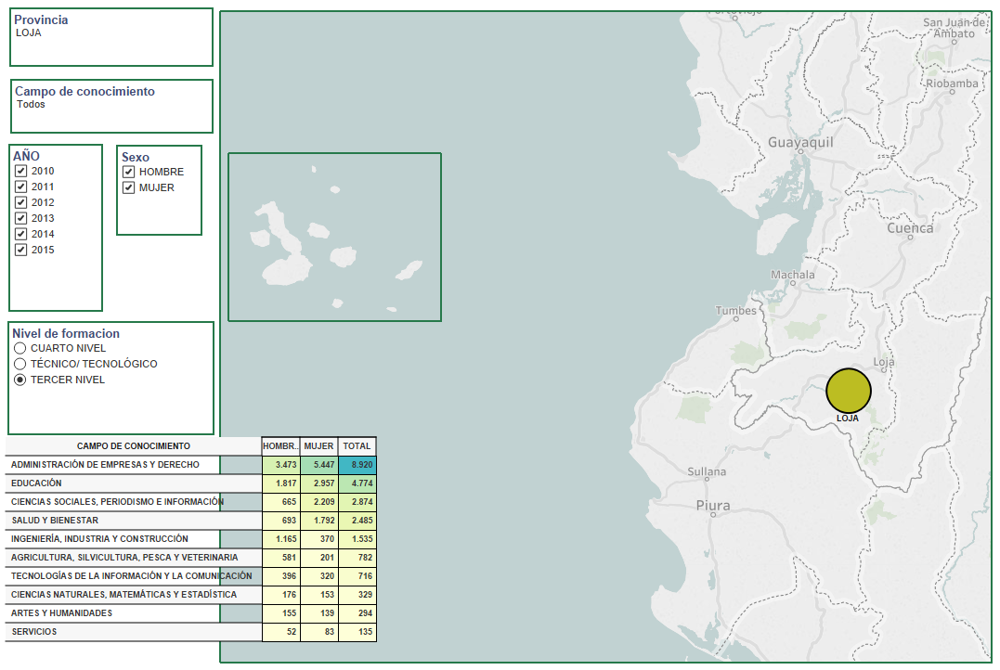 Provincia
LOJA
Campo de conocimiento
Todos
AÑO
2010
2011
2012
2013
2014
2015
Sexo
HOMBRE
MUJER
Nivel de formacion
CUARTO NIVEL
TÉCNICO/ TECNOLÓGICO
TERCER NIVEL
CAMPO DE CONOCIMIENTO HOMBR.. MUJER TOTAL
ADMINISTRACIÓN DE EMPRESAS Y DERECHO 3.473 5.447 8.920
EDUCACIÓN 1.817 2.957 4.774
CIENCIAS SOCIALES, PERIODISMO E INFORMACIÓN 665 2.209 2.874
SALUD Y BIENESTAR 693 1.792 2.485
INGENIERÍA, INDUSTRIA Y CONSTRUCCIÓN 1.165 370 1.535
AGRICULTURA, SILVICULTURA, PESCA Y VETERINARIA 581 201 782
TECNOLOGÍAS DE LA INFORMACIÓN Y LA COMUNICACIÓN 396 320 716
CIENCIAS NATURALES, MATEMÁTICAS Y ESTADÍSTICA 176 153 329
ARTES Y HUMANIDADES 155 139 294
SERVICIOS 52 83 135
San Juan de
Ambato
Riobamba
Guayaquil
Cuenca
Machala
Tumbes
Loja
LOJA
Sullana
Piura